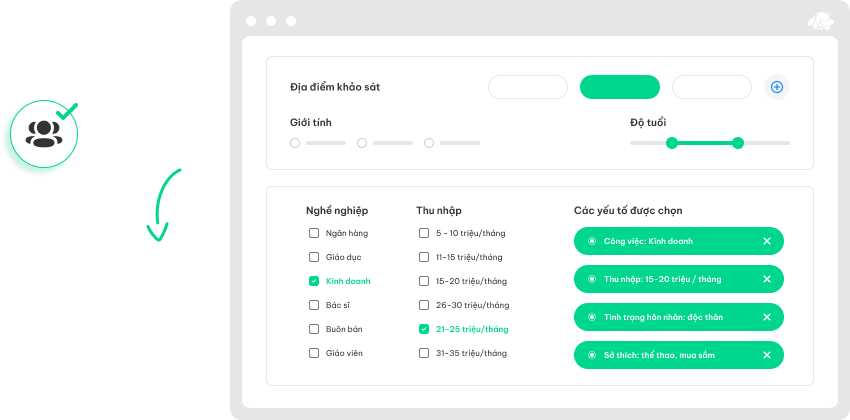 Địa điểm khảo sát
Giới tính
Độ tuổi
Nghề nghiệp
Ngân hàng
Giáo dục
Kinh doanh
Bác sĩ
Buôn bán
Giáo viên
Thu nhập
5 - 10 triệu/tháng
11-15 triệu/tháng
15-20 triệu/tháng
26-30 triệu/tháng
21-25 triệu/tháng
31-35 triệu/tháng
Các yếu tố được chọn
Công việc: Kinh doanh
Thu nhập: 15-20 triệu / tháng
Tình trạng hôn nhân: độc thân
Sở thích: thể thao, mua sắm